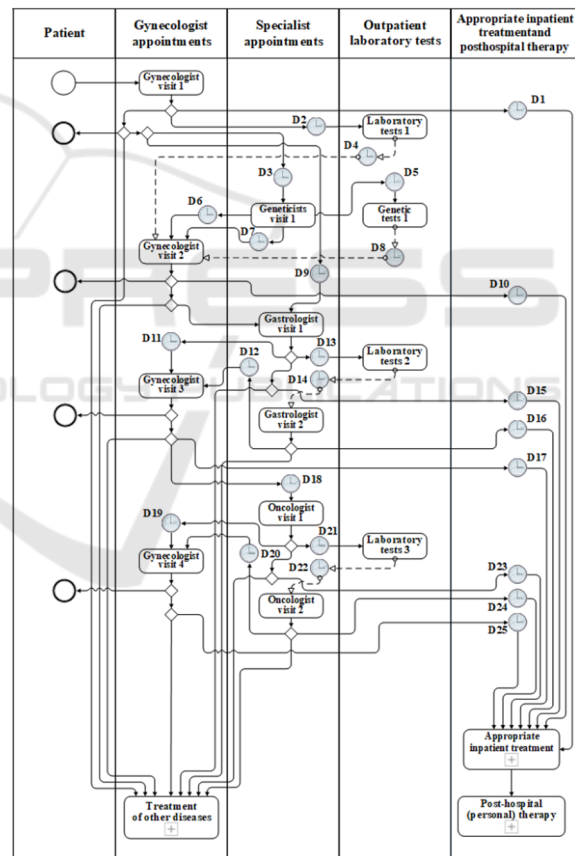 Patient
Gynecologist
appointments
Specialist
appointments
Outpatient
laboratory tests
Appropriate inpatient
treatmentand
posthospital therapy
Gynecologist
visit 1
D1
D2
Laboratory
tests 1
D4
D3
D5
D6
Geneticists
visit 1
Genetic
tests 1
D7
Gynecologist
visit 2
D8
D9
D10
Gastrologist
visit 1
D11
D13
D12
Laboratory
tests 2
D14
Gynecologist
visit 3
D15
Gastrologist
visit 2
D16
D17
D18
Oncologist
visit 1
D19
D21
Laboratory
tests 3
D20
Gynecologist
visit 4
D22
D23
Oncologist
visit 2
D24
D25
Appropriate
inpatient treatment
Treatment
of other diseases
Post-hospital
(personal) therapy
PRESS
OLOGY PUBLICATIONS